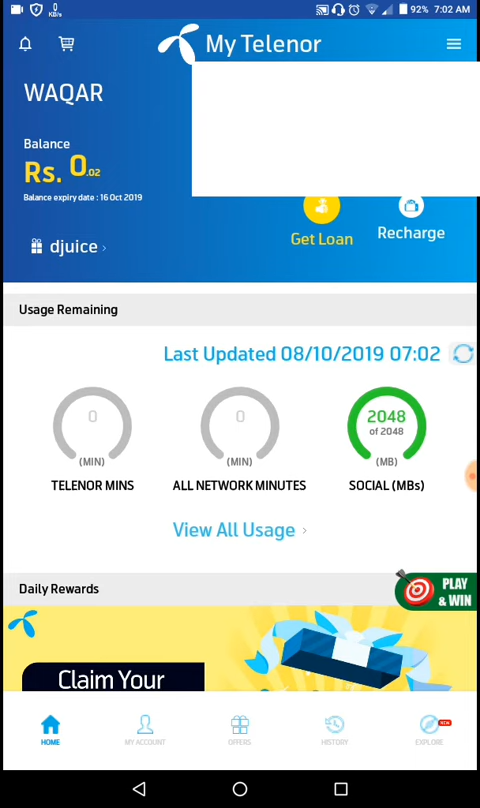 0
KB/s
92% 7:02 AM
My Telenor
WAQAR
Balance
Rs. 0.02
Balance expiry date : 16 Oct 2019
djuice
Get Loan
Recharge
Usage Remaining
Last Updated 08/10/2019 07:02
0
(MIN)
TELENOR MINS
0
(MIN)
ALL NETWORK MINUTES
2048
of 2048
(MB)
SOCIAL (MBs)
View All Usage
Daily Rewards
PLAY
& WIN
Claim Your
HOME
MY ACCOUNT
OFFERS
HISTORY
EXPLORE
NEW